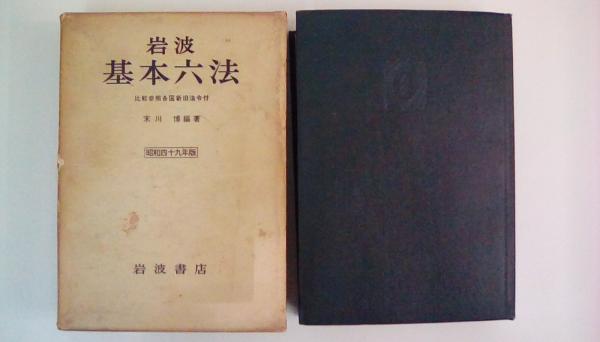 岩波
基本六法
比較参照各国新旧法令付
末川 博編著
昭和四十九年版
岩波書店